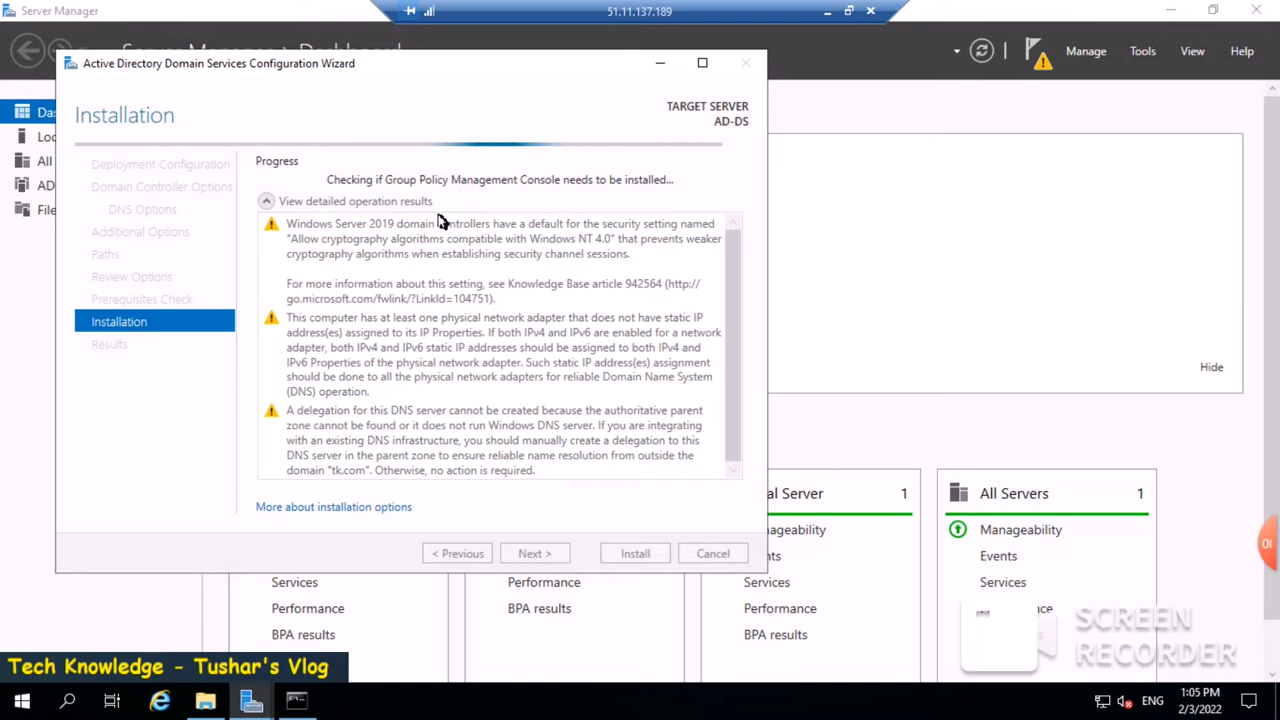 Server Manager
51.11.137.189
Server Manager Dashboard
Manage Tools View Help
Active Directory Domain Services Configuration Wizard
Installation
TARGET SERVER
AD-DS
Deployment Configuration
Domain Controller Options
DNS Options
Additional Options
Paths
Review Options
Prerequisites Check
Installation
Results
Progress
Checking if Group Policy Management Console needs to be installed...
View detailed operation results
Windows Server 2019 domain controllers have a default for the security setting named
"Allow cryptography algorithms compatible with Windows NT 4.0" that prevents weaker
cryptography algorithms when establishing security channel sessions.
For more information about this setting, see Knowledge Base article 942564 (http://
go.microsoft.com/fwlink/?LinkId=104751).
This computer has at least one physical network adapter that does not have static IP
address(es) assigned to its IP Properties. If both IPv4 and IPv6 are enabled for a network
adapter, both IPv4 and IPv6 static IP addresses should be assigned to both IPv4 and
IPv6 Properties of the physical network adapter. Such static IP address(es) assignment
should be done to all the physical network adapters for reliable Domain Name System
(DNS) operation.
A delegation for this DNS server cannot be created because the authoritative parent
zone cannot be found or it does not run Windows DNS server. If you are integrating
with an existing DNS infrastructure, you should manually create a delegation to this
DNS server in the parent zone to ensure reliable name resolution from outside the
domain "tk.com". Otherwise, no action is required.
More about installation options
< Previous Next > Install Cancel
Das
Loc
All
AD
File
Hide
al Server 1
ageability
ts
Services
Performance
BPA results
All Servers 1
Manageability
Events
Services
nce
Services
Performance
BPA results
Performance
BPA results
SCREEN
RECORDER
Tech Knowledge - Tushar's Vlog
ENG
1:05 PM
2/3/2022